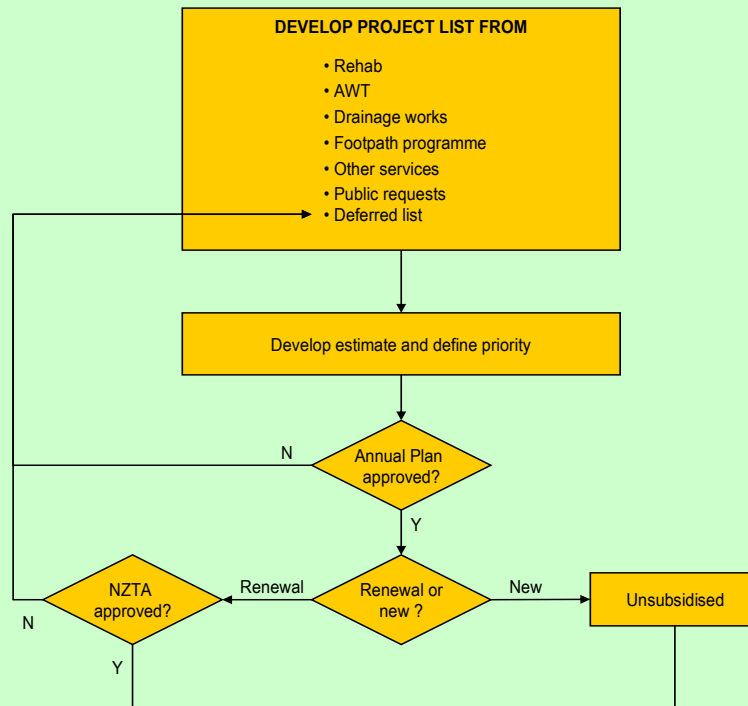 DEVELOP PROJECT LIST FROM
• Rehab
• AWT
• Drainage works
• Footpath programme
• Other services
• Public requests
• Deferred list
Develop estimate and define priority
N
Annual Plan
approved?
Y
NZTA
approved?
Renewal
Renewal or
new ?
New
Unsubsidised
N
Y